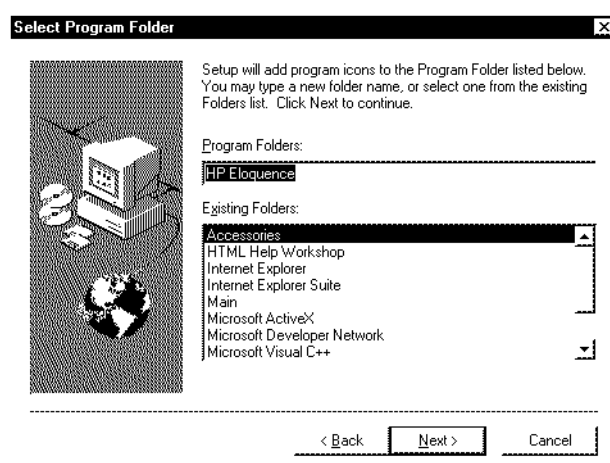 Select Program Folder
Setup will add program icons to the Program Folder listed below.
You may type a new folder name, or select one from the existing
Folders list. Click Next to continue.
Program Folders:
HP Eloquence
Existing Folders:
Accessories
HTML Help Workshop
Internet Explorer
Internet Explorer Suite
Main
Microsoft ActiveX
Microsoft Developer Network
Microsoft Visual C++
< Back Next > Cancel